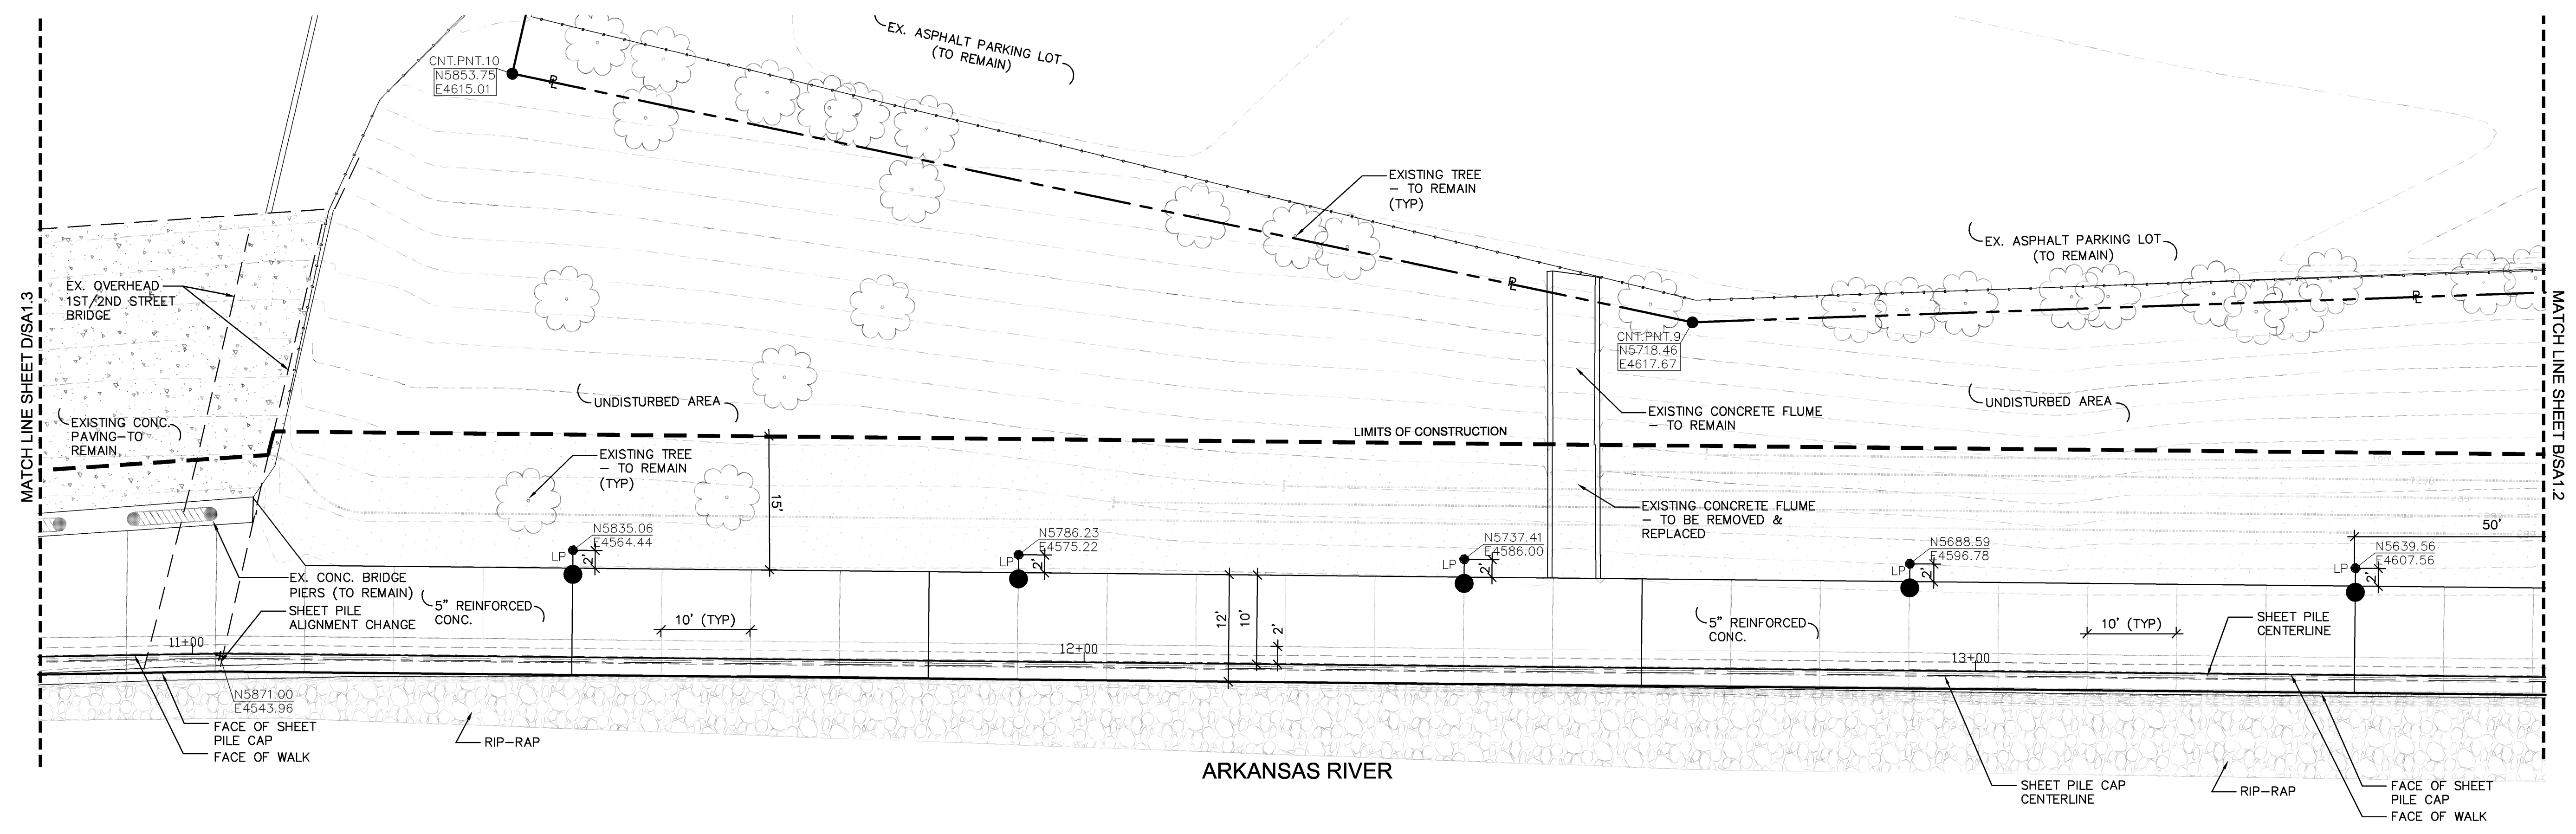 MATCH LINE SHEET D/SA1.3
CNT.PNT.10
N5853.75
E4615.01
PL
EX. ASPHALT PARKING LOT
(TO REMAIN)
EXISTING TREE
– TO REMAIN
(TYP)
EX. ASPHALT PARKING LOT
(TO REMAIN)
EX. OVERHEAD
1ST/2ND STREET
BRIDGE
PL
PL
CNT.PNT.9
N5718.46
E4617.67
MATCH LINE SHEET B/SA1.2
UNDISTURBED AREA
EXISTING CONCRETE FLUME
– TO REMAIN
UNDISTURBED AREA
EXISTING CONC.
PAVING–TO
REMAIN
LIMITS OF CONSTRUCTION
EXISTING TREE
– TO REMAIN
(TYP)
15'
EXISTING CONCRETE FLUME
– TO BE REMOVED &
REPLACED
1290
1280
50'
N5835.06
E4564.44
LP
2'
N5786.23
E4575.22
LP
2'
N5737.41
E4586.00
LP
2'
N5688.59
E4596.78
LP
2'
N5639.56
E4607.56
LP
2'
EX. CONC. BRIDGE
PIERS (TO REMAIN)
SHEET PILE
ALIGNMENT CHANGE
5" REINFORCED
CONC.
10' (TYP)
12'
10'
2'
5" REINFORCED
CONC.
10' (TYP)
SHEET PILE
CENTERLINE
11+00
12+00
13+00
N5871.00
E4543.96
FACE OF SHEET
PILE CAP
FACE OF WALK
RIP–RAP
ARKANSAS RIVER
SHEET PILE CAP
CENTERLINE
RIP–RAP
FACE OF SHEET
PILE CAP
FACE OF WALK